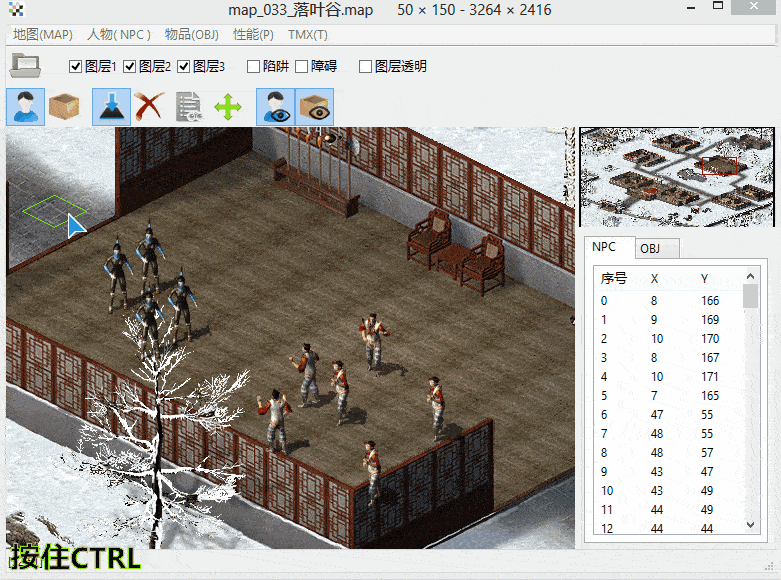 map_033_落叶谷.map 50 × 150 - 3264 × 2416
地图(MAP) 人物( NPC ) 物品(OBJ) 性能(P) TMX(T)
图层1 图层2 图层3 陷阱 障碍 图层透明
NPC OBJ
序号 X Y
0 8 166
1 9 169
2 10 170
3 8 167
4 10 171
5 7 165
6 47 55
7 48 55
8 48 57
9 43 47
10 43 49
11 44 49
12 44 44
按住CTRL